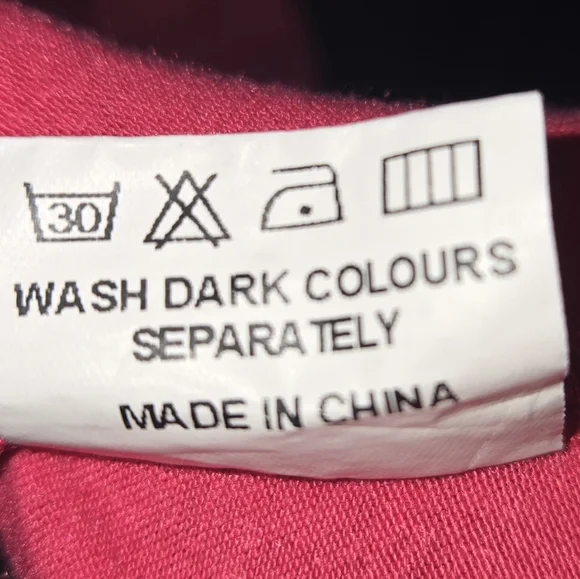 30
WASH DARK COLOURS
SEPARATELY
MADE IN CHINA